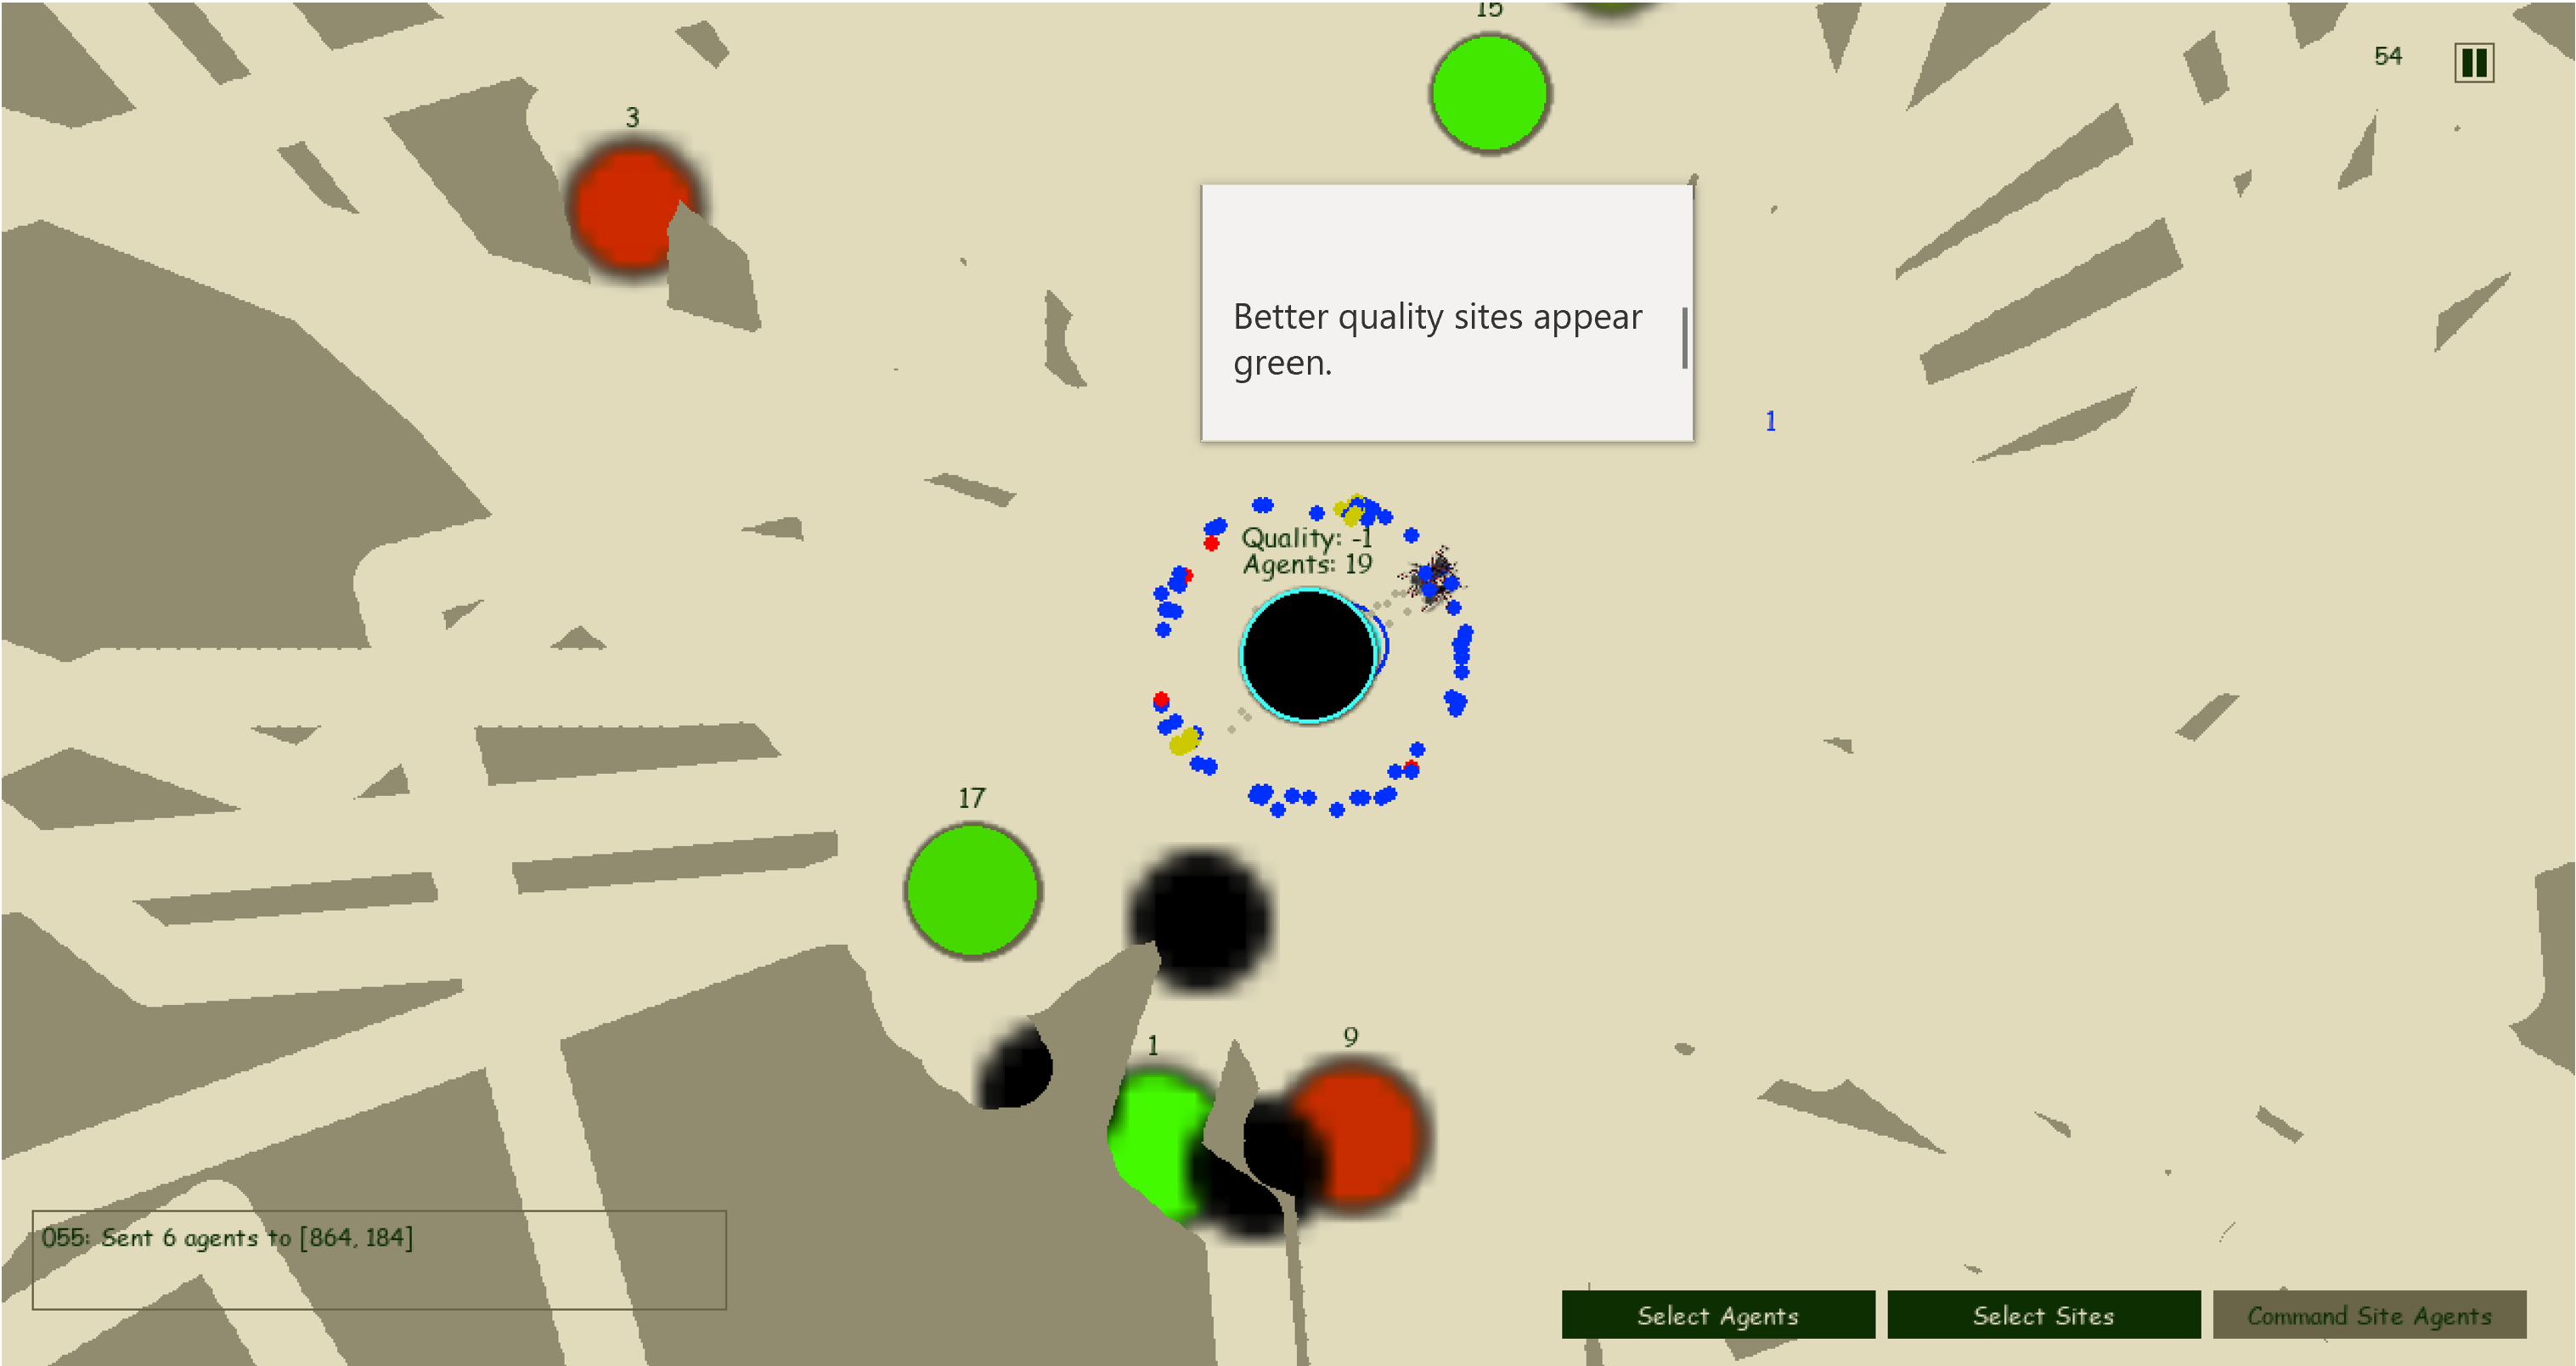 15
54
3
Better quality sites appear
green.
1
Quality: -1
Agents: 19
17
9
1
055: Sent 6 agents to [864, 184]
Select Agents
Select Sites
Command Site Agents